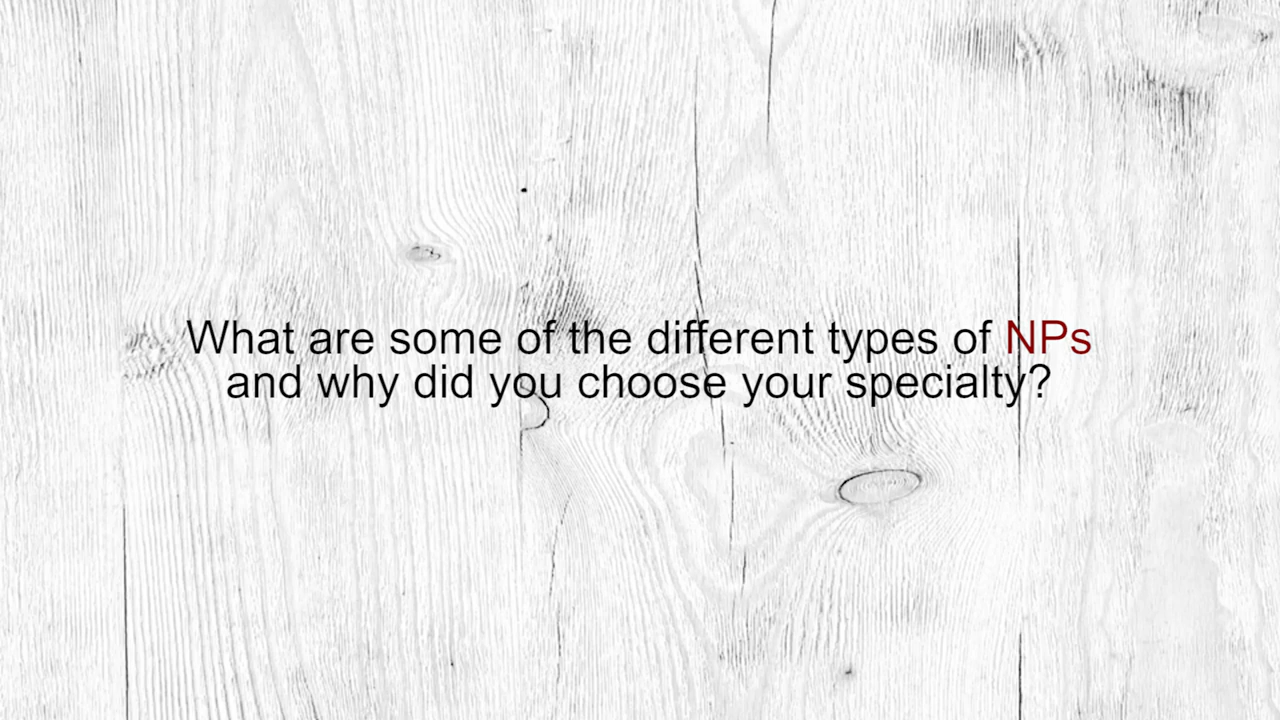 What are some of the different types of NPs
and why did you choose your specialty?